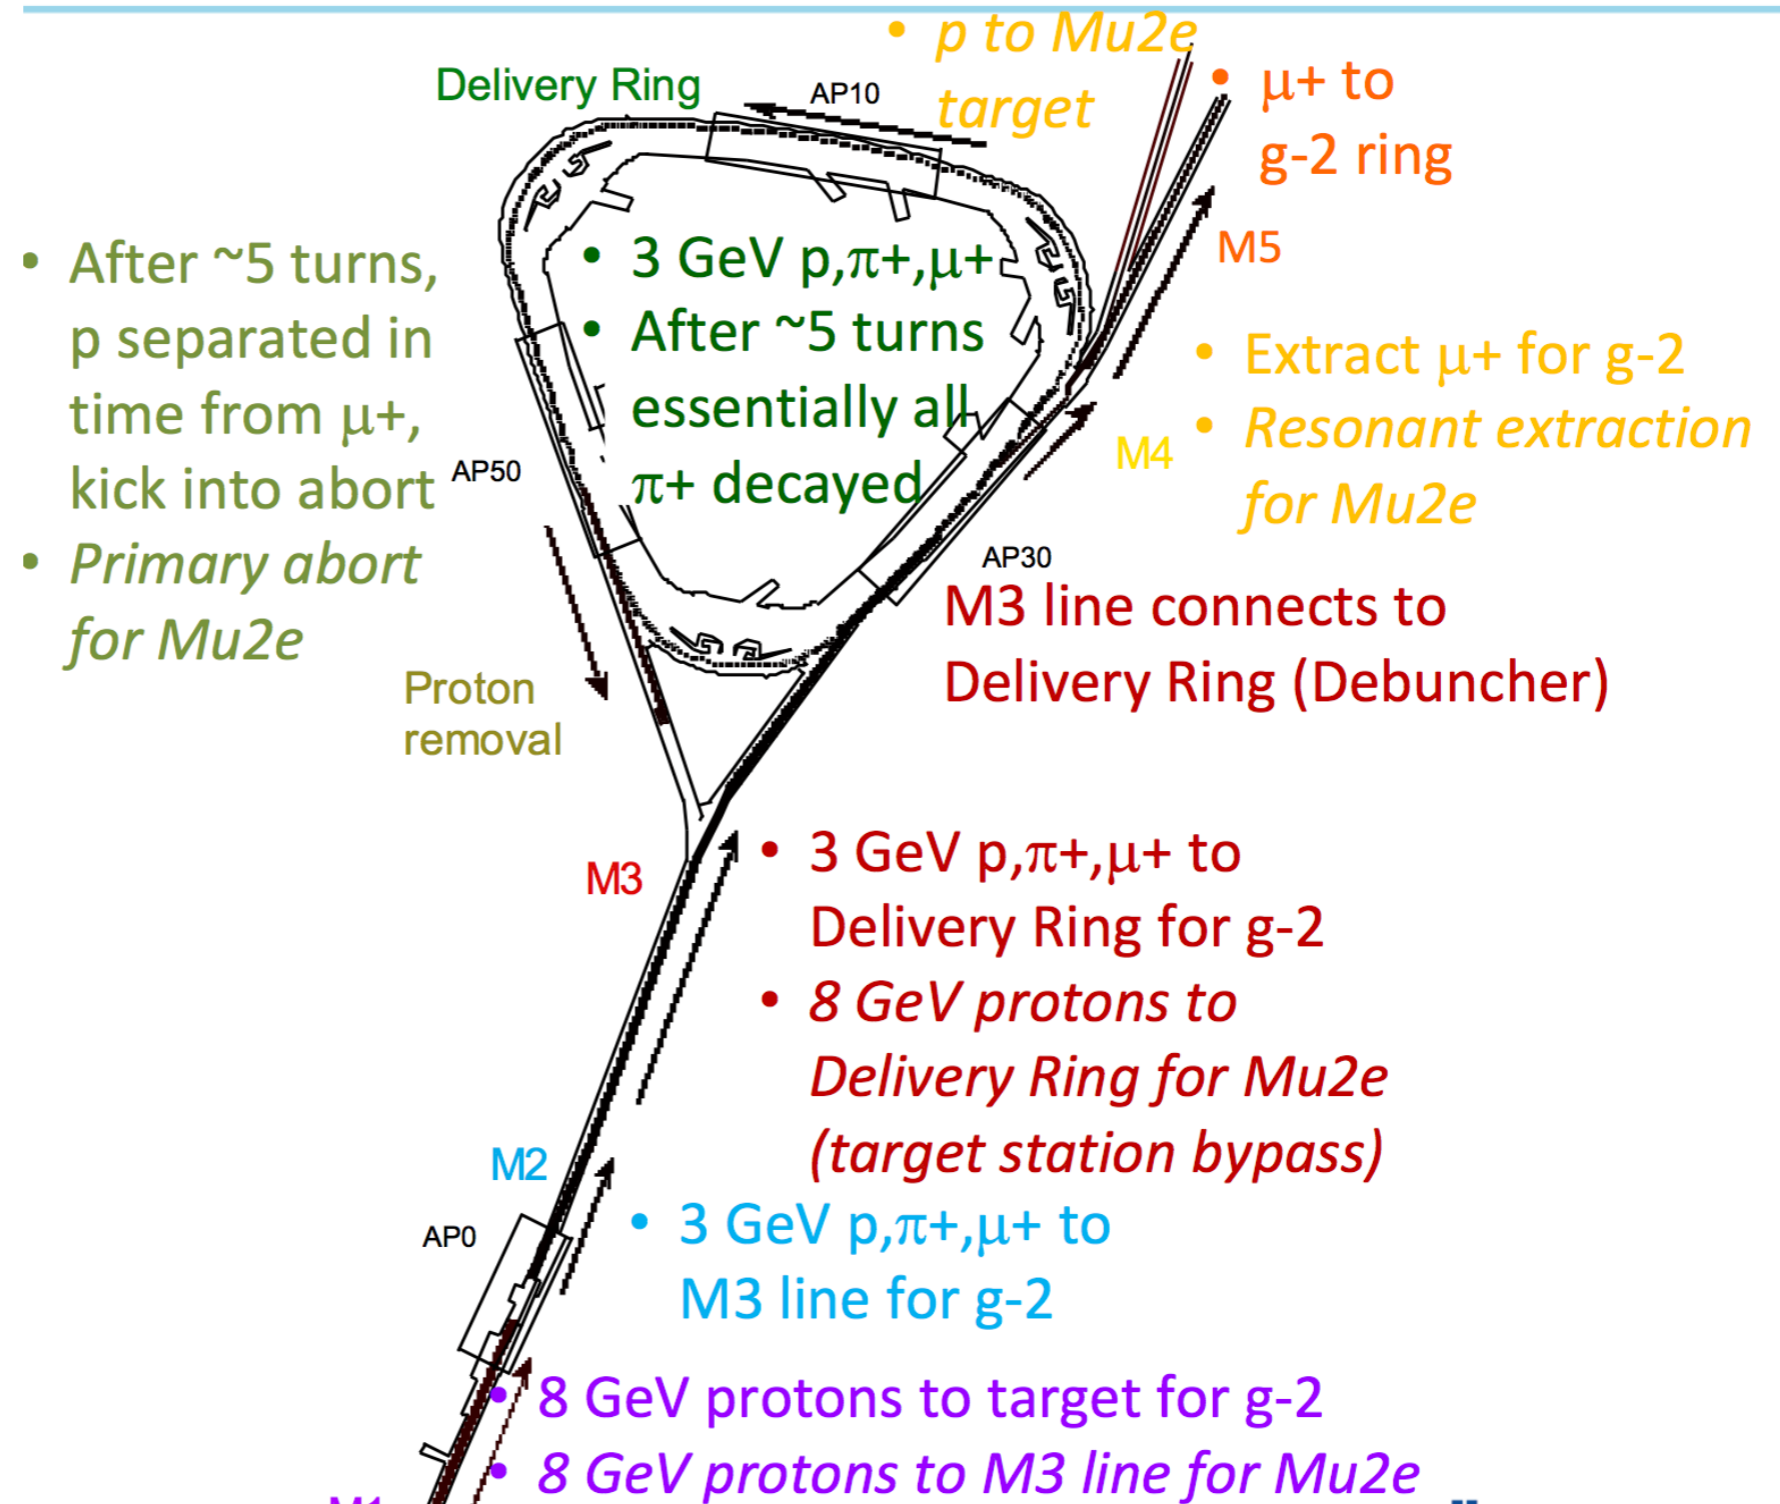 • p to Mu2e
target
Delivery Ring
AP10
• μ+ to
g-2 ring
M5
• After ~5 turns,
p separated in
time from μ+,
kick into abort
• Primary abort
for Mu2e
• 3 GeV p,π+,μ+
• After ~5 turns
essentially all
π+ decayed
• Extract μ+ for g-2
• Resonant extraction
for Mu2e
M4
AP50
AP30
M3 line connects to
Delivery Ring (Debuncher)
Proton
removal
M3
• 3 GeV p,π+,μ+ to
Delivery Ring for g-2
• 8 GeV protons to
Delivery Ring for Mu2e
(target station bypass)
M2
AP0
• 3 GeV p,π+,μ+ to
M3 line for g-2
• 8 GeV protons to target for g-2
• 8 GeV protons to M3 line for Mu2e